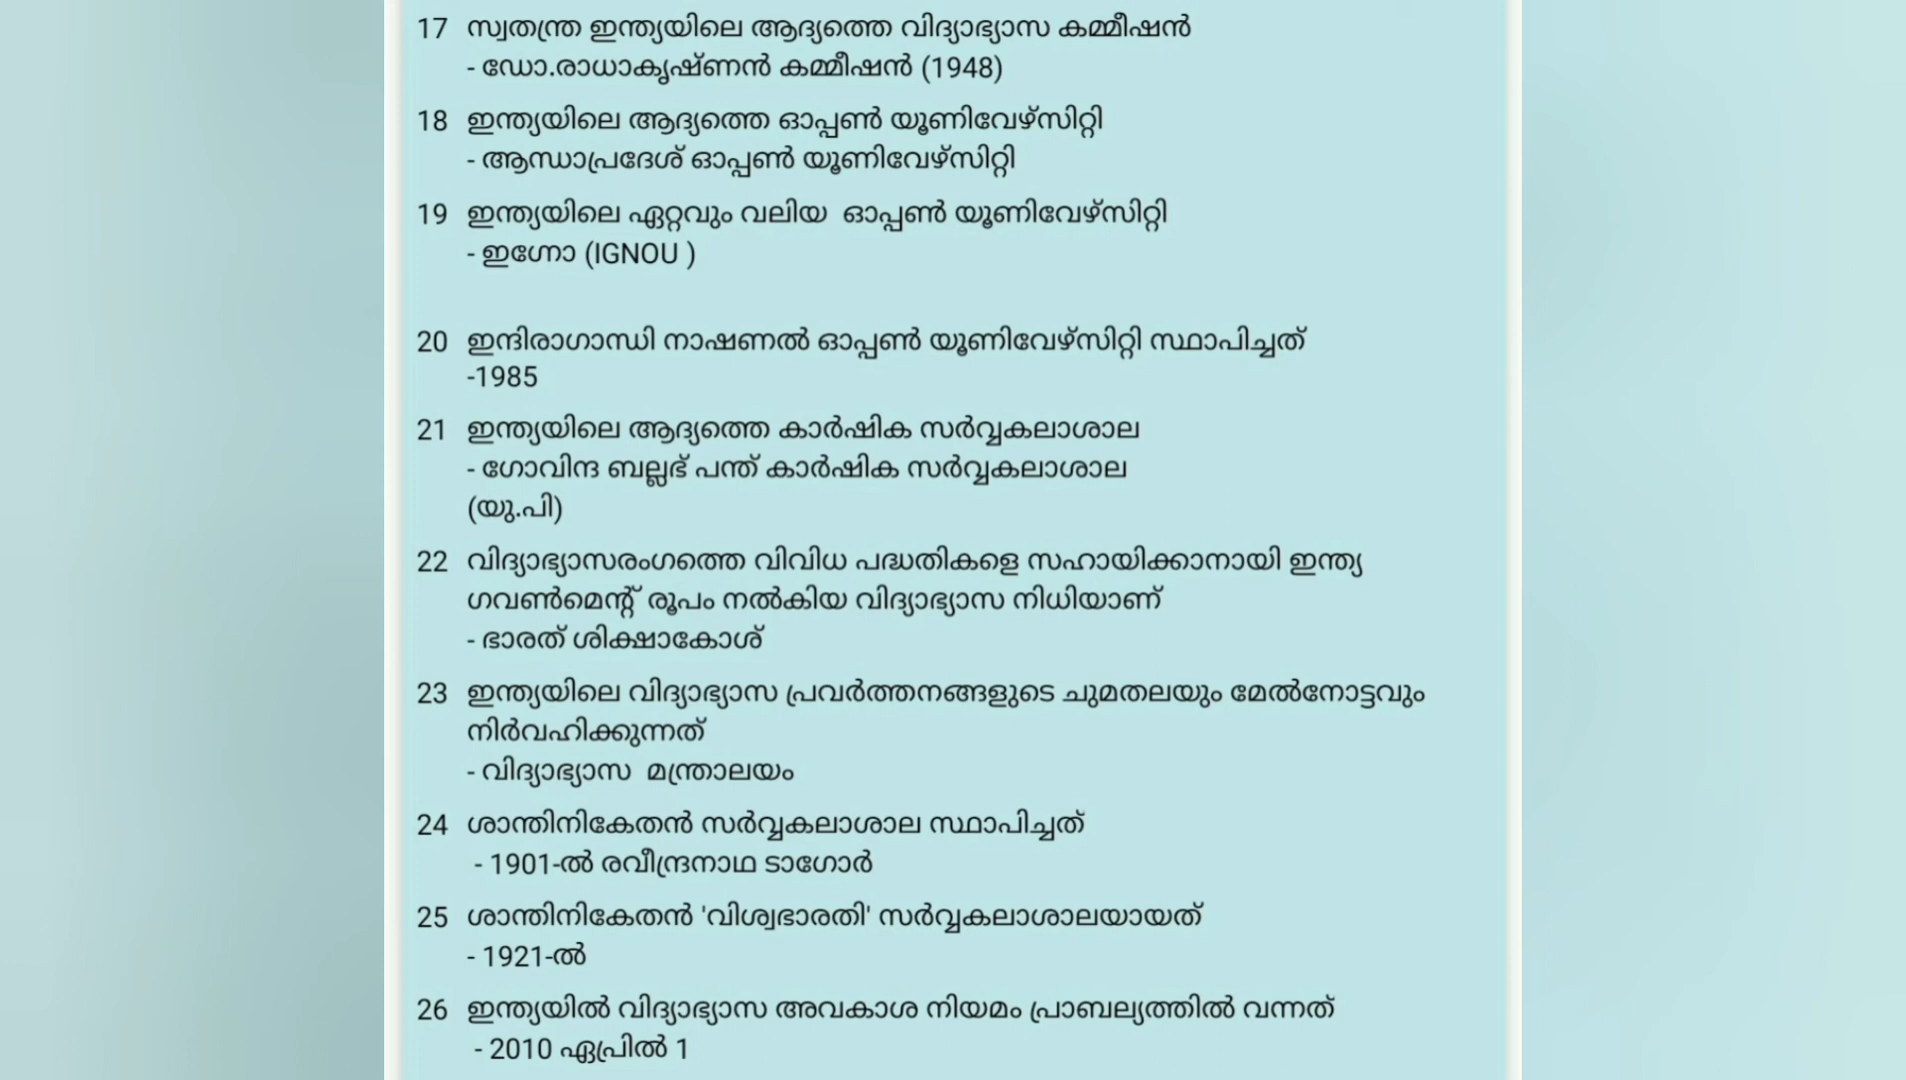 17 സ്വതന്ത്ര ഇന്ത്യയിലെ ആദ്യത്തെ വിദ്യാഭ്യാസ കമ്മീഷൻ
- ഡോ.രാധാകൃഷ്ണൻ കമ്മീഷൻ (1948)
18 ഇന്ത്യയിലെ ആദ്യത്തെ ഓപ്പൺ യൂണിവേഴ്സിറ്റി
- ആന്ധാപ്രദേശ് ഓപ്പൺ യൂണിവേഴ്സിറ്റി
19 ഇന്ത്യയിലെ ഏറ്റവും വലിയ ഓപ്പൺ യൂണിവേഴ്സിറ്റി
- ഇഗ്നോ (IGNOU )
20 ഇന്ദിരാഗാന്ധി നാഷണൽ ഓപ്പൺ യൂണിവേഴ്സിറ്റി സ്ഥാപിച്ചത്
-1985
21 ഇന്ത്യയിലെ ആദ്യത്തെ കാർഷിക സർവ്വകലാശാല
- ഗോവിന്ദ ബല്ലഭ് പന്ത് കാർഷിക സർവ്വകലാശാല
(യു.പി)
22 വിദ്യാഭ്യാസരംഗത്തെ വിവിധ പദ്ധതികളെ സഹായിക്കാനായി ഇന്ത്യ
ഗവൺമെന്റ് രൂപം നൽകിയ വിദ്യാഭ്യാസ നിധിയാണ്
- ഭാരത് ശിക്ഷാകോശ്
23 ഇന്ത്യയിലെ വിദ്യാഭ്യാസ പ്രവർത്തനങ്ങളുടെ ചുമതലയും മേൽനോട്ടവും
നിർവഹിക്കുന്നത്
- വിദ്യാഭ്യാസ മന്ത്രാലയം
24 ശാന്തിനികേതൻ സർവ്വകലാശാല സ്ഥാപിച്ചത്
- 1901-ൽ രവീന്ദ്രനാഥ ടാഗോർ
25 ശാന്തിനികേതൻ 'വിശ്വഭാരതി' സർവ്വകലാശാലയായത്
- 1921-ൽ
26 ഇന്ത്യയിൽ വിദ്യാഭ്യാസ അവകാശ നിയമം പ്രാബല്യത്തിൽ വന്നത്
- 2010 ഏപ്രിൽ 1